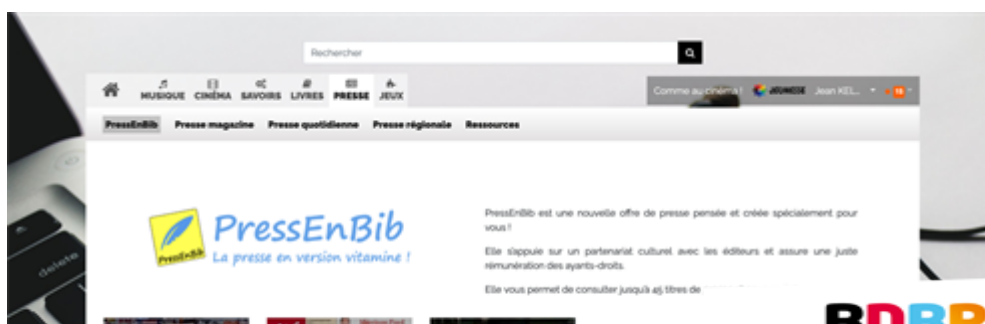 Rechercher
MUSIQUE CINÉMA SAVOIRS LIVRES PRESSE JEUX
Comme au cinéma ! JEUNESSE Jean KEL...
PressEnBib Presse magazine Presse quotidienne Presse régionale Ressources
PressEnBib
PressEnBib
La presse en version vitamine !
PressEnBib est une nouvelle offre de presse pensée et créée spécialement pour
vous !
Elle s'appuie sur un partenariat culturel avec les éditeurs et assure une juste
rémunération des ayants-droits.
Elle vous permet de consulter jusqu'à 45 titres de
delete